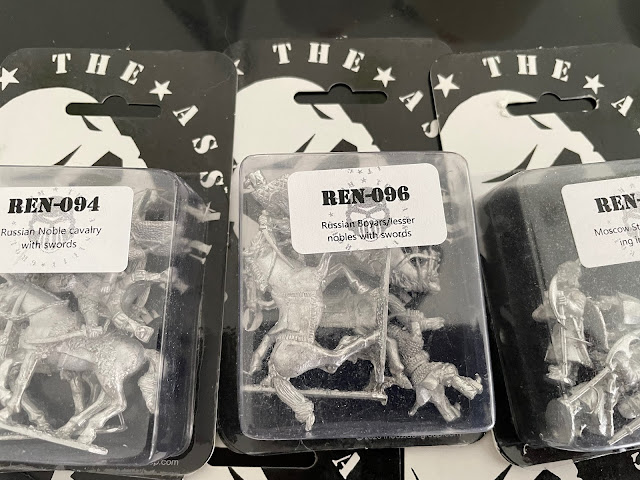 THE
REN-094
Russian Noble cavalry
with swords
THE AS
REN-096
Russian Boyars/lesser
nobles with swords
THE AS
REN-
Moscow St
ing